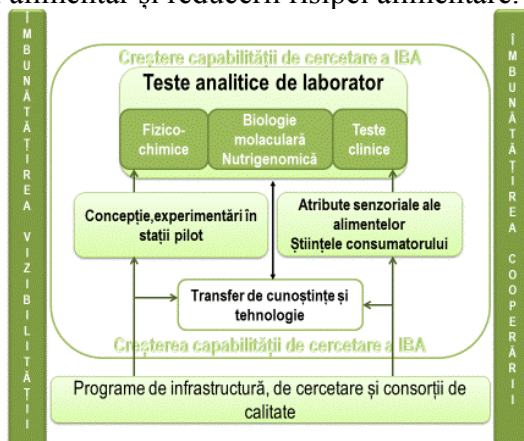 alimentar și reducerii risipei alimentare.
ÎMBUNĂTĂȚIREA VIZIBILITĂȚII
Creștere capabilității de cercetare a IBA
Teste analitice de laborator
Fizico-
chimice
Biologie
moleculară
Nutrigenomică
Teste
clinice
Concepție,experimentări în
stații pilot
Atribute senzoriale ale
alimentelor
Științele consumatorului
Transfer de cunoștințe și
tehnologie
Creșterea capabilității de cercetare a IBA
Programe de infrastructură, de cercetare și consorții de
calitate
ÎMBUNĂTĂȚIREA COOPERĂRII